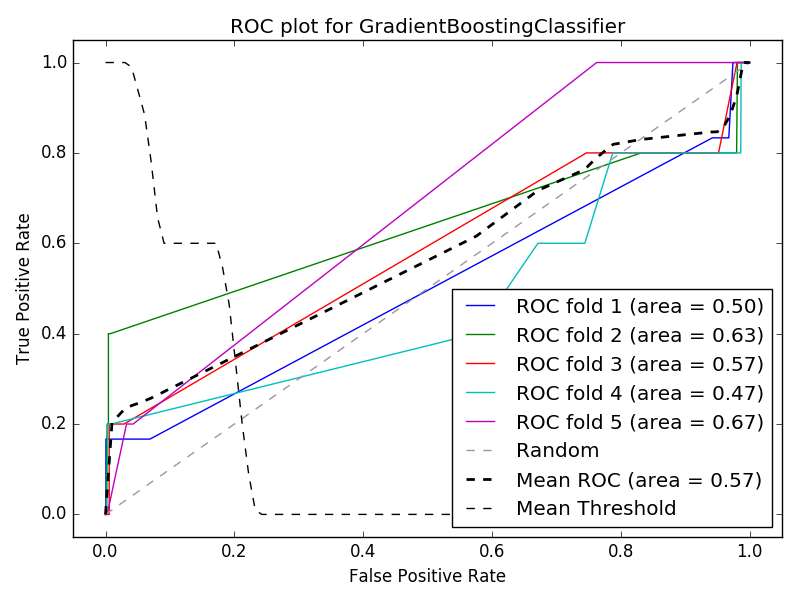 ROC plot for GradientBoostingClassifier
True Positive Rate
1.0
0.8
0.6
0.4
0.2
0.0
0.0 0.2 0.4 0.6 0.8 1.0
False Positive Rate
ROC fold 1 (area = 0.50)
ROC fold 2 (area = 0.63)
ROC fold 3 (area = 0.57)
ROC fold 4 (area = 0.47)
ROC fold 5 (area = 0.67)
Random
Mean ROC (area = 0.57)
Mean Threshold